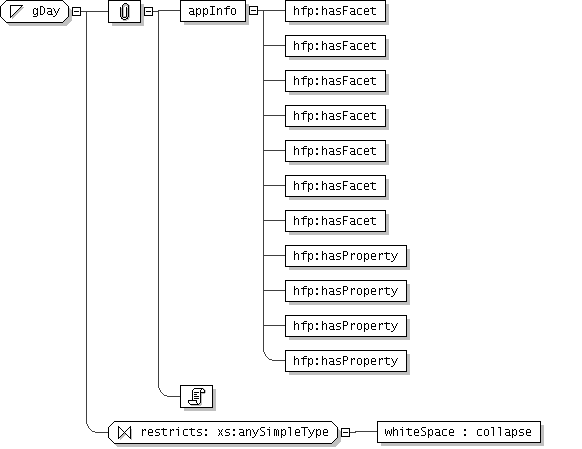 gDay
appInfo
hfp:hasFacet
hfp:hasFacet
hfp:hasFacet
hfp:hasFacet
hfp:hasFacet
hfp:hasFacet
hfp:hasFacet
hfp:hasProperty
hfp:hasProperty
hfp:hasProperty
hfp:hasProperty
restricts: xs:anySimpleType
whiteSpace : collapse